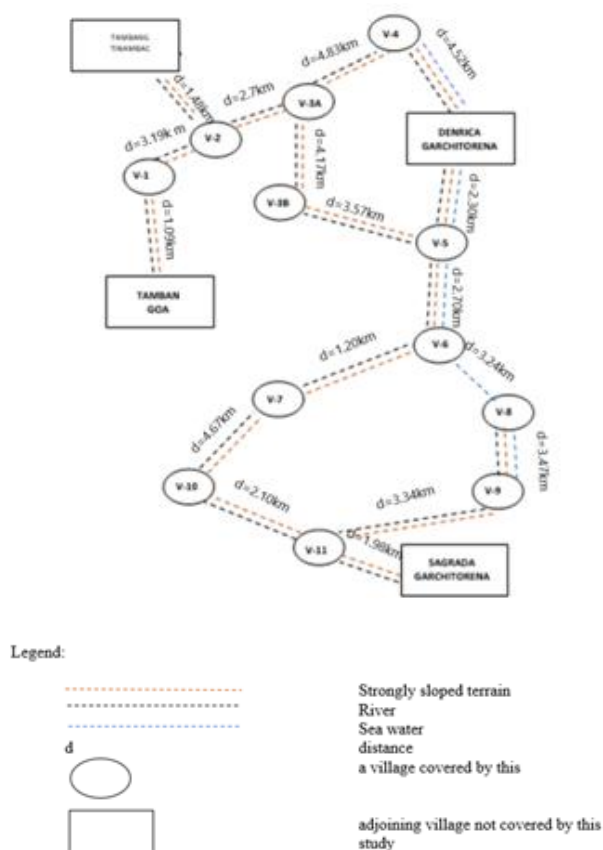 TAMBANG
TINAMBAC
V-4
d=4.83km
d=4.52km
d=1.48km
d=2.7km
V-3A
V-2
DENRICA
GARCHITORENA
d=3.19k m
V-1
d=4.17km
d=2.30km
V-3B
d=3.57km
d=1.09km
V-5
TAMBAN
GOA
d=2.70km
V-6
d=1.20km
d=3.24km
V-7
V-8
d=4.67km
d=3.47km
V-10
V-9
d=2.10km
d=3.34km
V-11
d=1.98km
SAGRADA
GARCHITORENA
Legend:
Strongly sloped terrain
River
Sea water
d
distance
a village covered by this
adjoining village not covered by this
study